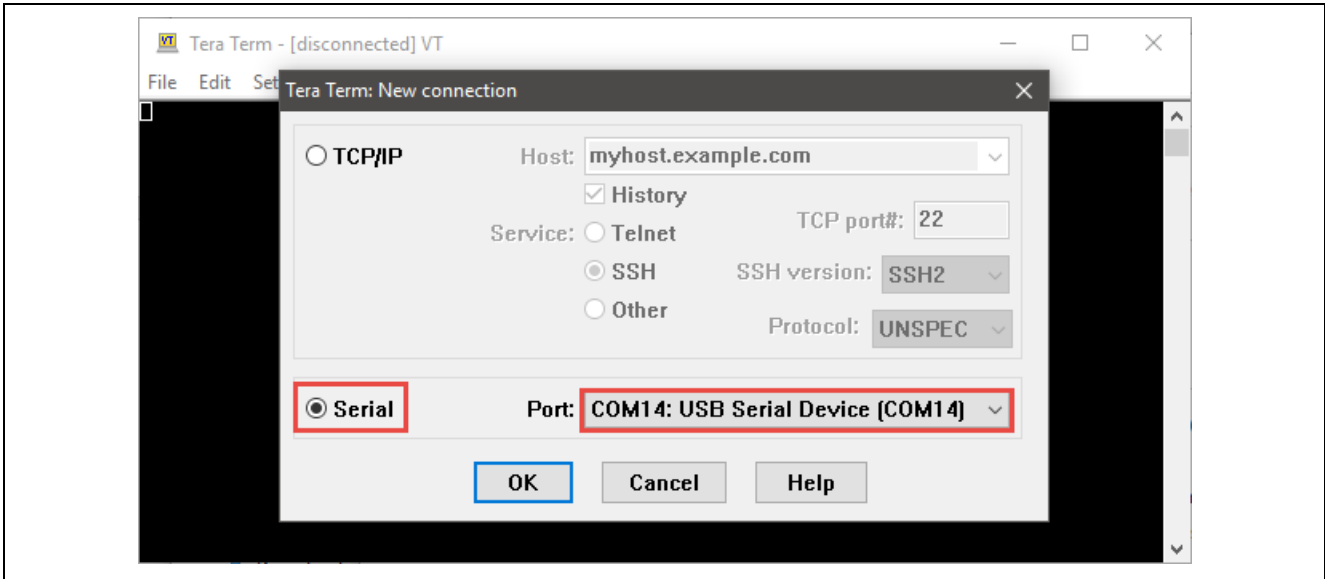 VT Tera Term - [disconnected] VT
File Edit Set
Tera Term: New connection
TCP/IP Host: myhost.example.com
History
Service: Telnet TCP port#: 22
SSH SSH version: SSH2
Other Protocol: UNSPEC
Serial Port: COM14: USB Serial Device (COM14)
OK Cancel Help